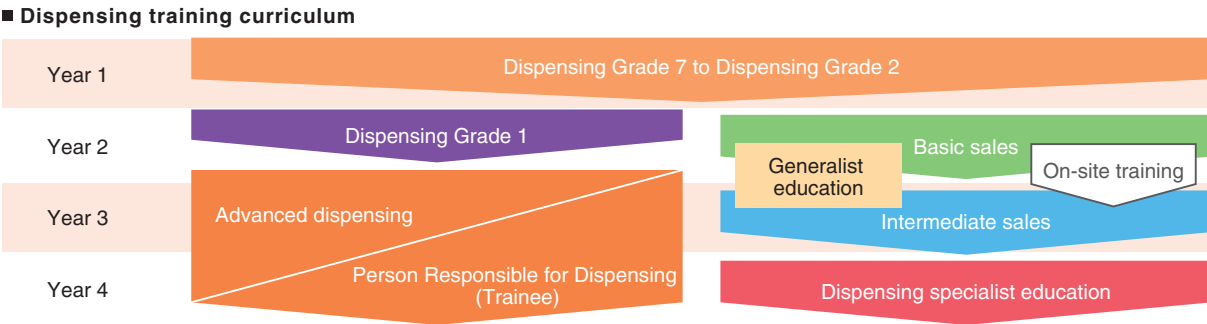 ■ Dispensing training curriculum
Year 1
Dispensing Grade 7 to Dispensing Grade 2
Year 2
Dispensing Grade 1
Basic sales
Generalist
education
On-site training
Year 3
Advanced dispensing
Intermediate sales
Year 4
Person Responsible for Dispensing
(Trainee)
Dispensing specialist education